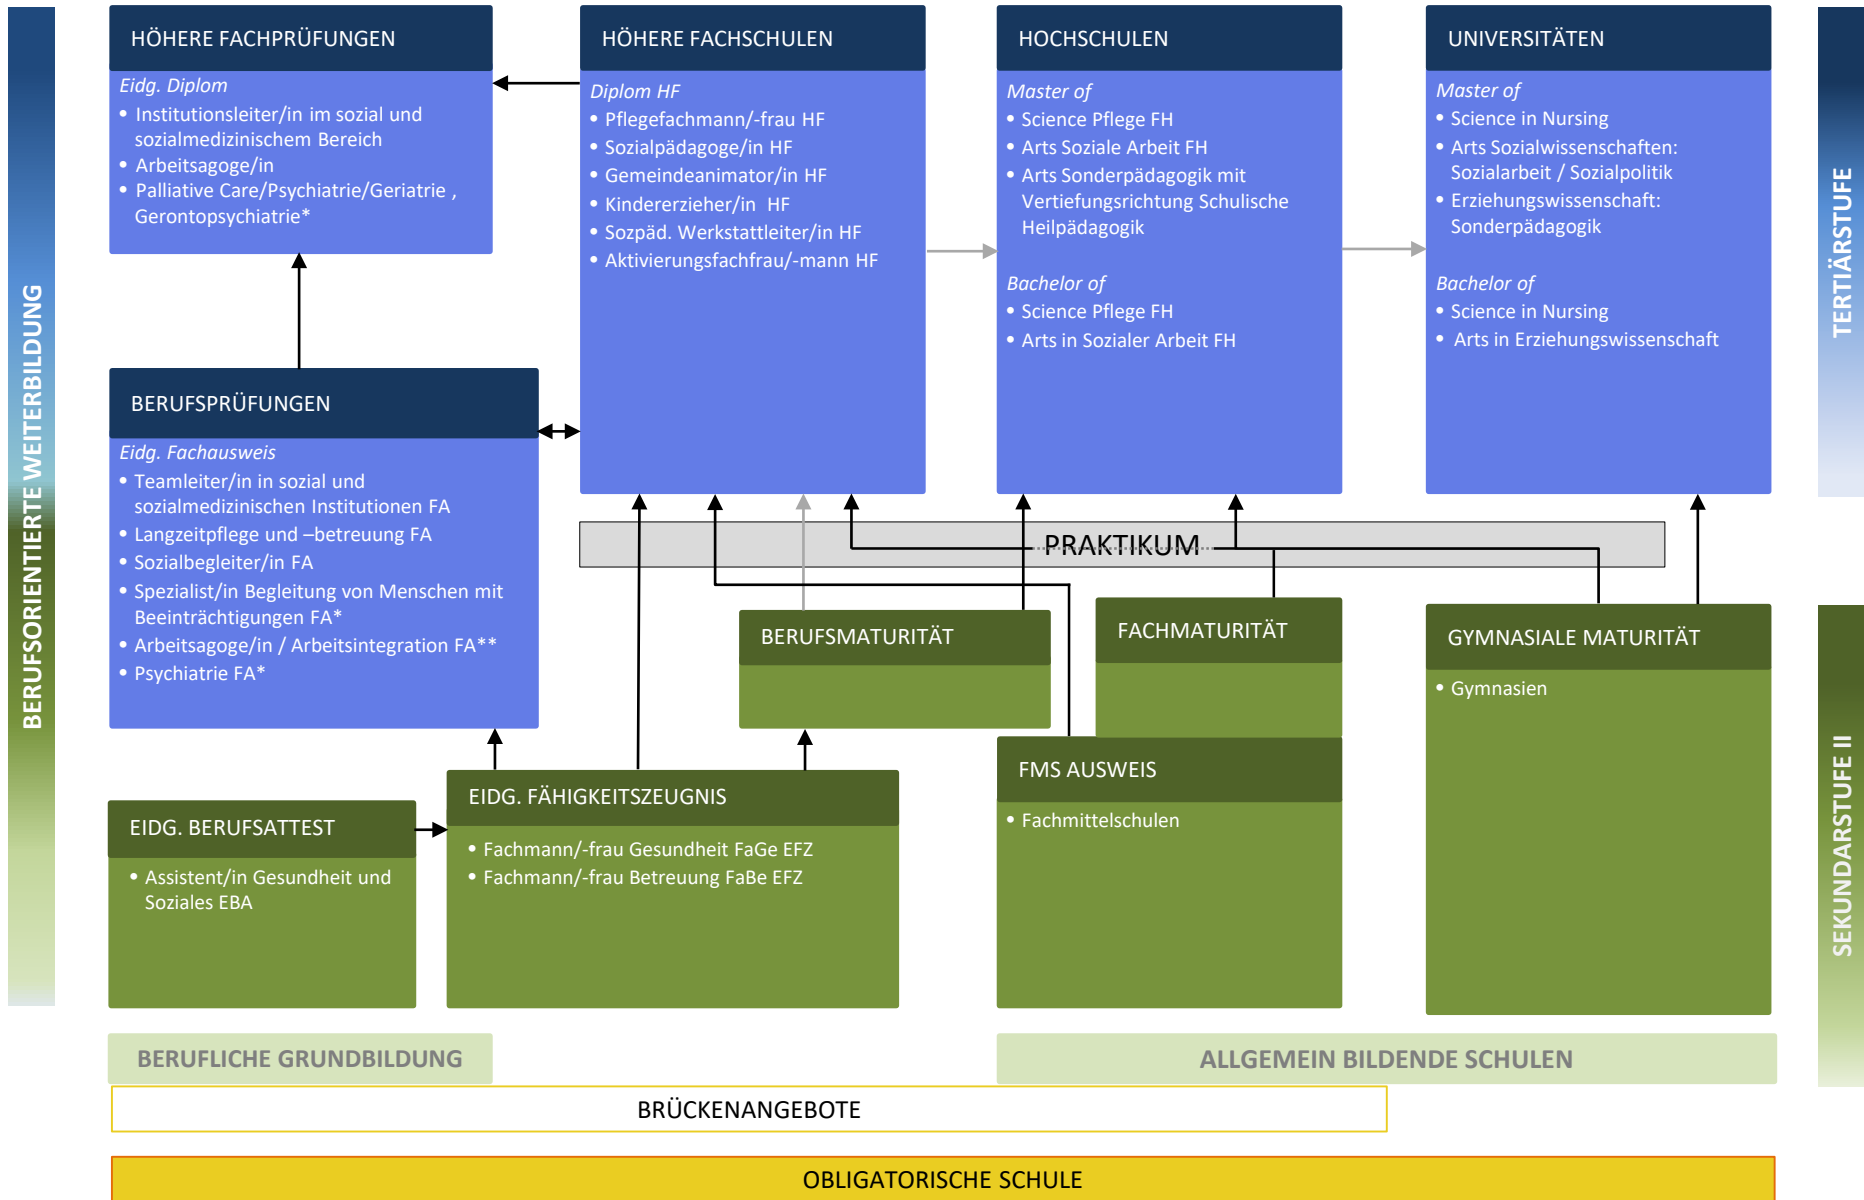 BERUFSORIENTIERTE WEITERBILDUNG
HÖHERE FACHPRÜFUNGEN
Eidg. Diplom
• Institutionsleiter/in im sozial und
sozialmedizinischem Bereich
• Arbeitsagoge/in
• Palliative Care/Psychiatrie/Geriatrie ,
Gerontopsychiatrie*
HÖHERE FACHSCHULEN
Diplom HF
• Pflegefachmann/-frau HF
• Sozialpädagoge/in HF
• Gemeindeanimator/in HF
• Kindererzieher/in HF
• Sozpäd. Werkstattleiter/in HF
• Aktivierungsfachfrau/-mann HF
HOCHSCHULEN
Master of
• Science Pflege FH
• Arts Soziale Arbeit FH
• Arts Sonderpädagogik mit
Vertiefungsrichtung Schulische
Heilpädagogik
Bachelor of
• Science Pflege FH
• Arts in Sozialer Arbeit FH
UNIVERSITÄTEN
Master of
• Science in Nursing
• Arts Sozialwissenschaften:
Sozialarbeit / Sozialpolitik
• Erziehungswissenschaft:
Sonderpädagogik
Bachelor of
• Science in Nursing
• Arts in Erziehungswissenschaft
TERTIÄRSTUFE
BERUFSPRÜFUNGEN
Eidg. Fachausweis
• Teamleiter/in in sozial und
sozialmedizinischen Institutionen FA
• Langzeitpflege und –betreuung FA
• Sozialbegleiter/in FA
• Spezialist/in Begleitung von Menschen mit
Beeinträchtigungen FA*
• Arbeitsagoge/in / Arbeitsintegration FA**
• Psychiatrie FA*
PRAKTIKUM
BERUFSMATURITÄT
FACHMATURITÄT
GYMNASIALE MATURITÄT
• Gymnasien
FMS AUSWEIS
• Fachmittelschulen
EIDG. FÄHIGKEITSZEUGNIS
• Fachmann/-frau Gesundheit FaGe EFZ
• Fachmann/-frau Betreuung FaBe EFZ
EIDG. BERUFSATTEST
• Assistent/in Gesundheit und
Soziales EBA
SEKUNDARSTUFE II
BERUFLICHE GRUNDBILDUNG
ALLGEMEIN BILDENDE SCHULEN
BRÜCKENANGEBOTE
OBLIGATORISCHE SCHULE